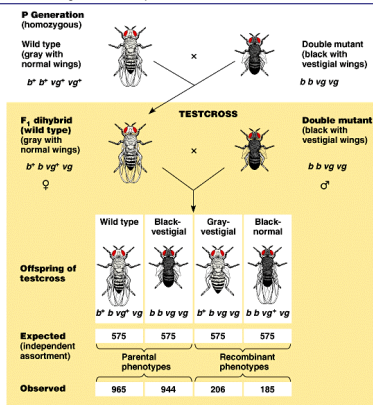 P Generation
(homozygous)
Wild type
(gray with
normal wings)
b+ b+ vg+ vg+
×
Double mutant
(black with
vestigial wings)
b b vg vg
TESTCROSS
F1 dihybrid
(wild type)
(gray with
normal wings)
b+ b vg+ vg
♀
×
Double mutant
(black with
vestigial wings)
b b vg vg
♂
Wild type
Black-
vestigial
Gray-
vestigial
Black-
normal
Offspring of
testcross
b+ b vg+ vg
b b vg vg
b+ b vg vg
b b vg+ vg
Expected
(independent
assortment)
575
575
575
575
Parental
phenotypes
Recombinant
phenotypes
Observed
965
944
206
185